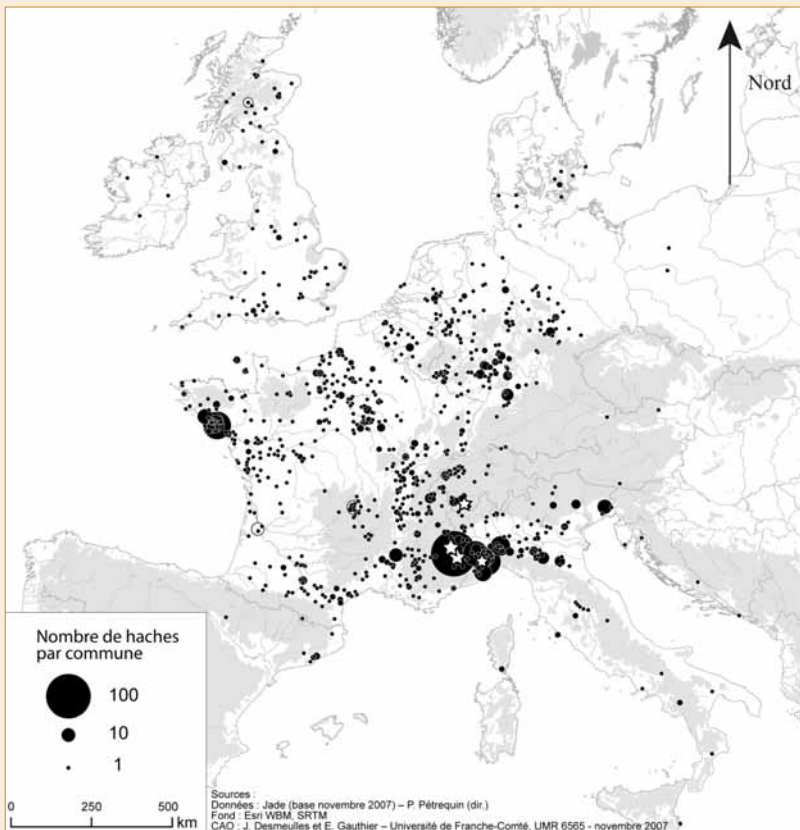 Nord
Nombre de haches
par commune
100
10
1
0 250 500
km
Sources :
Données : Jade (base novembre 2007) – P. Pétrequin (dir.)
Fond : Esri WBM, SRTM
CAO : J. Desmeulles et E. Gauthier – Université de Franche-Comté, UMR 6565 - novembre 2007